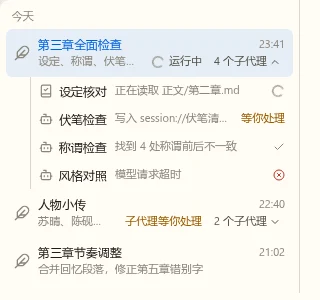 今天
第三章全面检查 23:41
设定、称谓、伏笔... 运行中 4 个子代理
设定核对 正在读取 正文/第二章.md
伏笔检查 写入 session://伏笔清... 等你处理
称谓检查 找到 4 处称谓前后不一致
风格对照 模型请求超时
人物小传 22:40
苏晴、陈砚... 子代理等你处理 2 个子代理
第三章节奏调整 21:02
合并回忆段落，修正第五章错别字